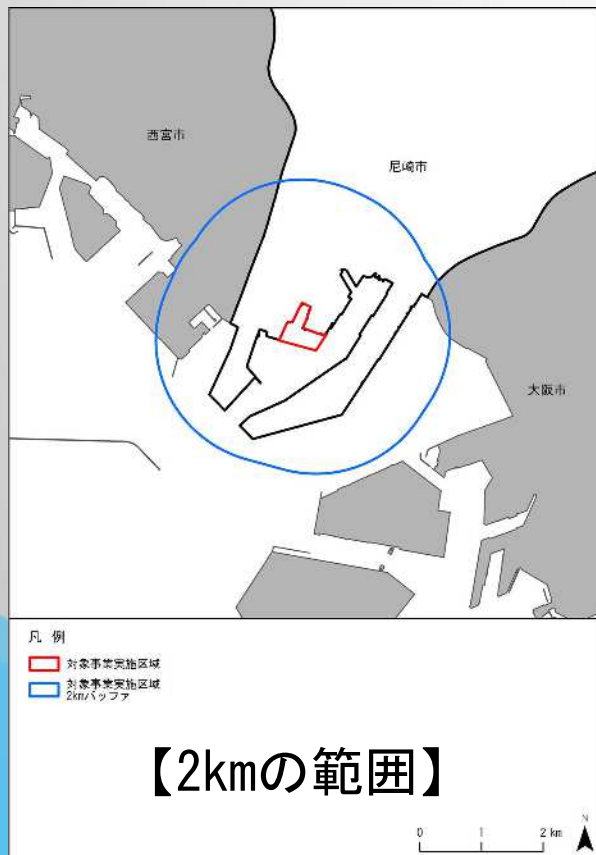 西宮市
尼崎市
大阪市
凡 例
対象事業実施区域
対象事業実施区域
2kmバッファ
【2kmの範囲】
0 1 2 km
N